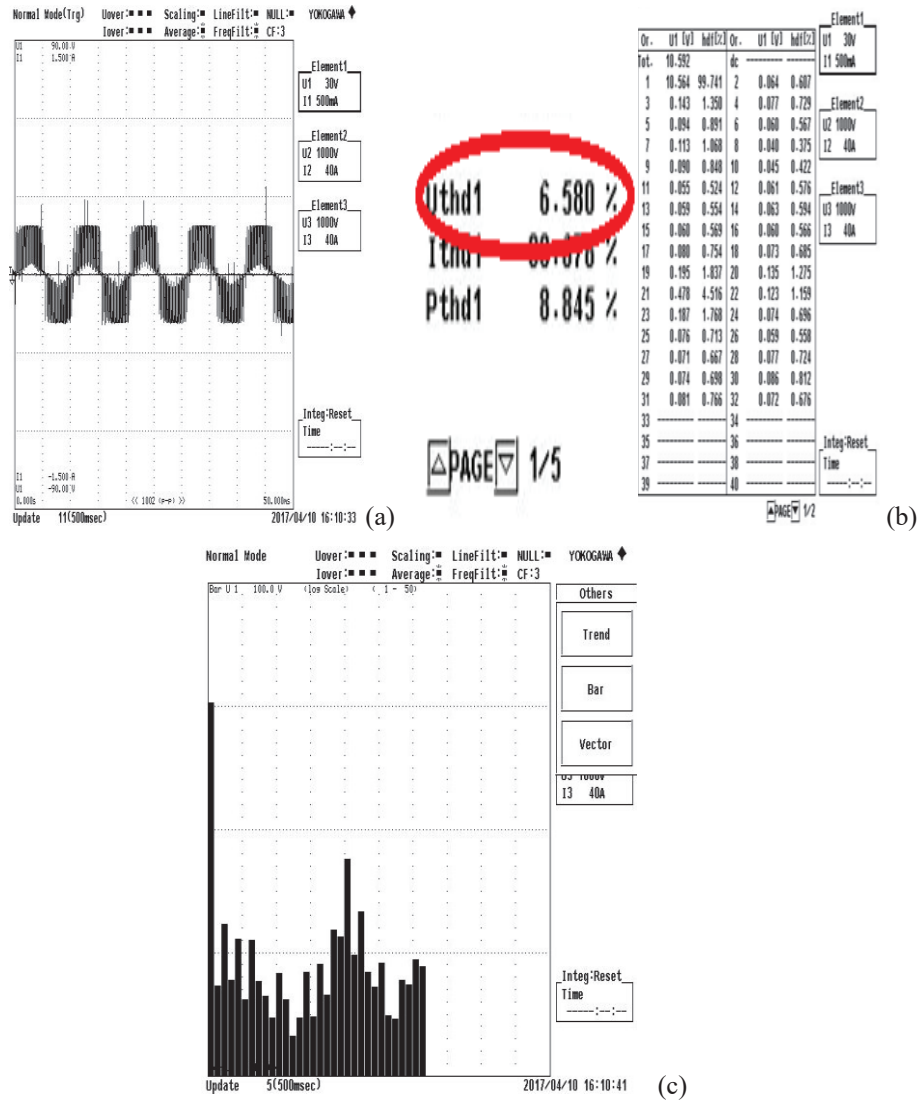 Normal Mode(Trg) Uover:■ ■ ■ Scaling:■ LineFilt:■ NULL:■ YOKOGAWA ◆
Iover:■ ■ ■ Average:■ FreqFilt:■ CF:3
U1 90.00 V
I1 1.500 A
Element1
U1 30V
I1 500mA
Element2
U2 1000V
I2 40A
Element3
U3 1000V
I3 40A
Integ:Reset
Time
-----:--:--
I1 -1.500 A
U1 -90.00 V
0.000s << 1002 (p-p) >> 50.000ms
Update 11(500msec) 2017/04/10 16:10:33
(a)
Uthd1 6.580 %
Pthd1 8.845 %
△PAGE▽ 1/5
Or. U1 [V] hdf[%] Or. U1 [V] hdf[%]
Tot. 10.592 dc ------ ------
1 10.564 99.741 2 0.064 0.607
3 0.143 1.350 4 0.077 0.729
5 0.094 0.891 6 0.060 0.567
7 0.113 1.068 8 0.040 0.375
9 0.090 0.848 10 0.045 0.422
11 0.055 0.524 12 0.061 0.576
13 0.059 0.554 14 0.063 0.594
15 0.060 0.569 16 0.060 0.566
17 0.080 0.754 18 0.073 0.685
19 0.195 1.837 20 0.135 1.275
21 0.478 4.516 22 0.123 1.159
23 0.187 1.768 24 0.074 0.696
25 0.076 0.713 26 0.059 0.558
27 0.071 0.667 28 0.077 0.724
29 0.074 0.698 30 0.086 0.812
31 0.081 0.766 32 0.072 0.676
33 ------ ------ 34 ------ ------
35 ------ ------ 36 ------ ------
37 ------ ------ 38 ------ ------
39 ------ ------ 40 ------ ------
▲PAGE▼ 1/2
Element1
U1 30V
I1 500mA
Element2
U2 1000V
I2 40A
Element3
U3 1000V
I3 40A
Integ:Reset
Time
-----:--:--
(b)
Normal Mode Uover:■ ■ ■ Scaling:■ LineFilt:■ NULL:■ YOKOGAWA ◆
Iover:■ ■ ■ Average:■ FreqFilt:■ CF:3
Bar U 1 100.0 V (log Scale) ( 1 - 50)
Others
Trend
Bar
Vector
U3 1000V
I3 40A
Integ:Reset
Time
-----:--:--
Update 5(500msec) 2017/04/10 16:10:41
(c)